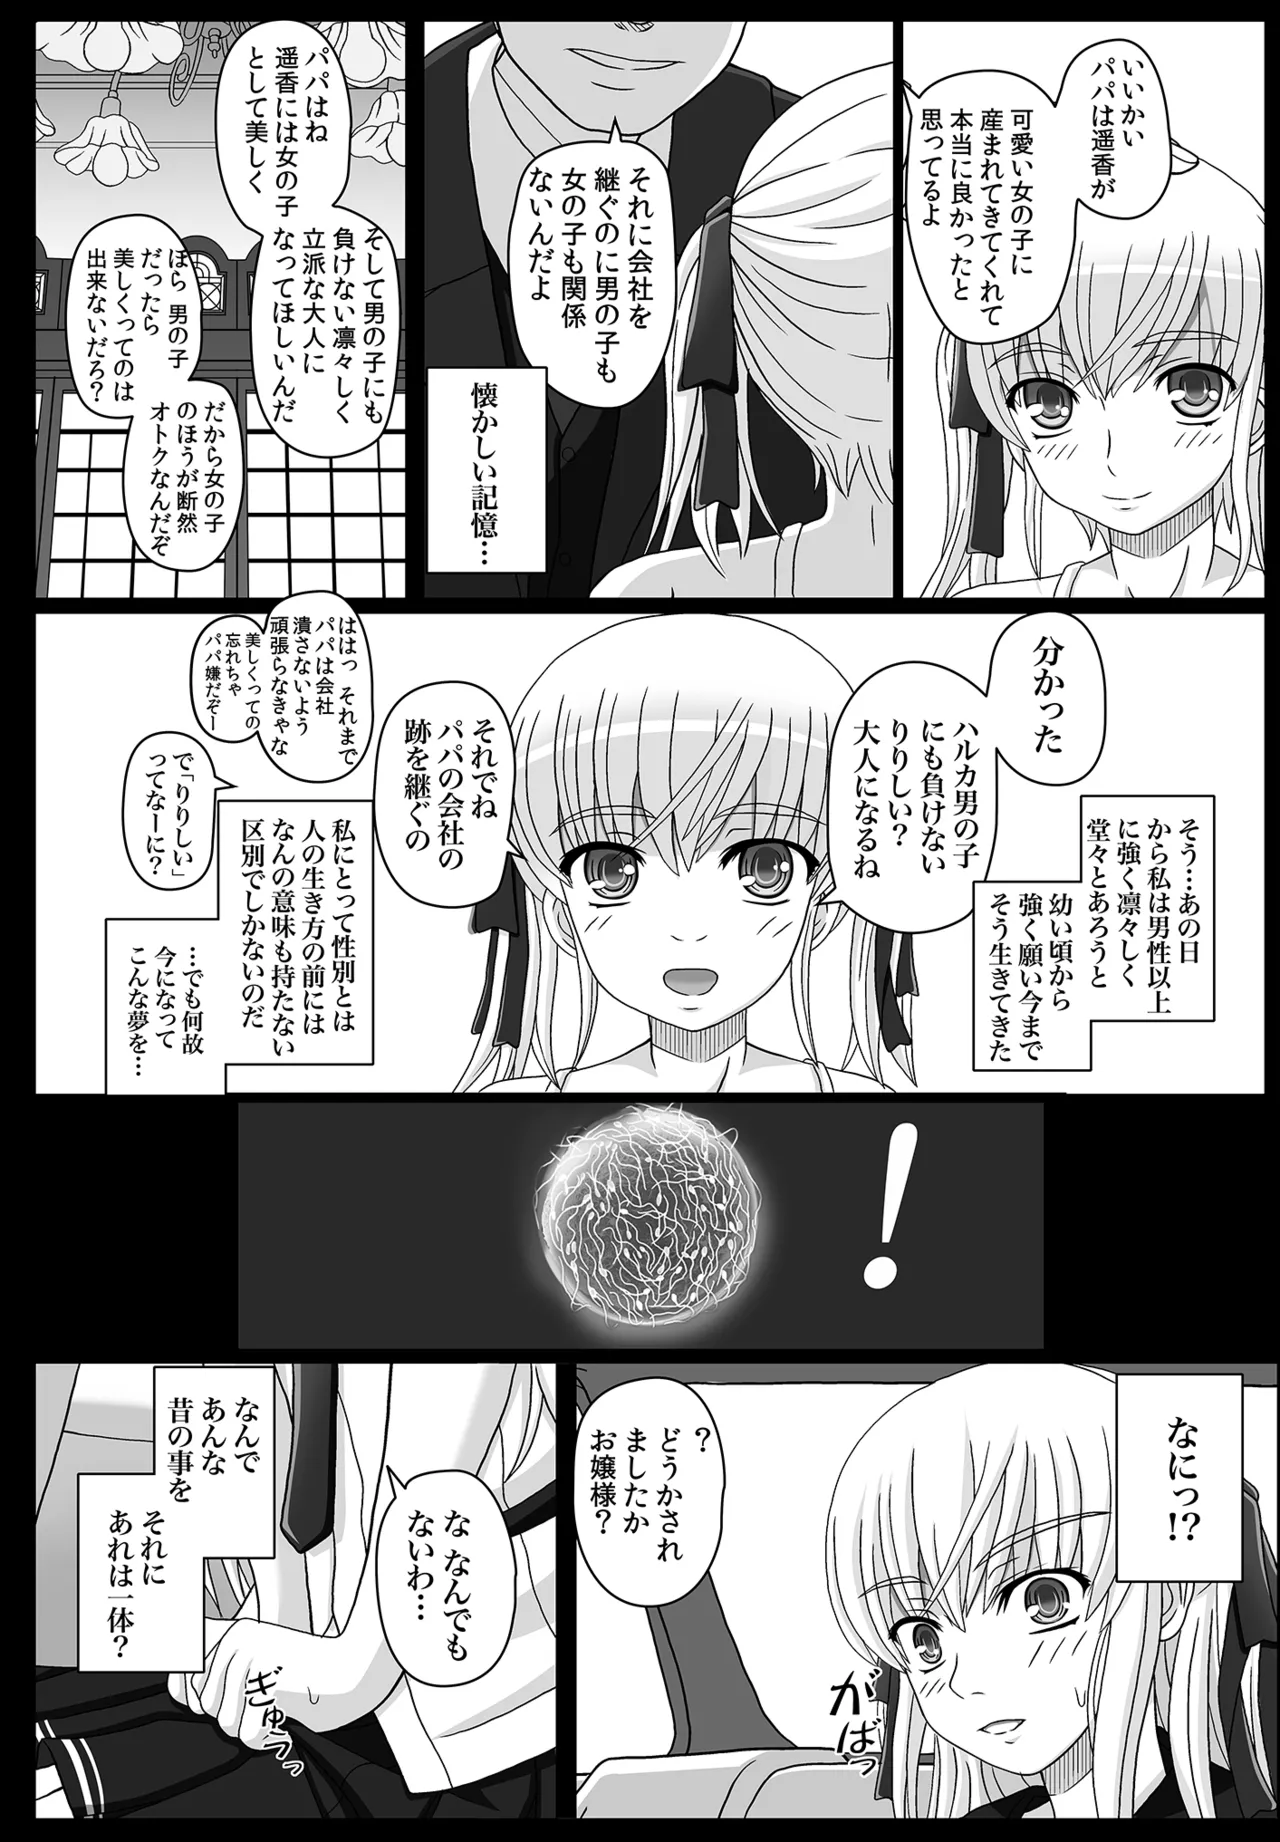 いいかい
パパは遥香が
可愛い女の子に
産まれてきてくれて
本当に良かったと
思ってるよ
それに会社を
継ぐのに男の子も
女の子も関係
ないんだよ
懐かしい記憶…
パパはね
遥香には女の子
として美しく
そして男の子にも
負けない凛々しく
立派な大人に
なってほしいんだ
ほら 男の子
だったら
美しくってのは
出来ないだろ?
だから女の子
のほうが断然
オトクなんだぞ
分かった
ハルカ男の子
にも負けない
りりしい?
大人になるね
それでね
パパの会社の
跡を継ぐの
ははっ それまで
パパは会社
潰さないよう
頑張らなきゃな
美しくっての
忘れちゃ
パパ嫌だぞー
で「りりしい」
ってなーに?
そう…あの日
から私は男性以上
に強く凛々しく
堂々とあろうと
幼い頃から
強く願い今まで
そう生きてきた
私にとって性別とは
人の生き方の前には
なんの意味も持たない
区別でしかないのだ
…でも何故
今になって
こんな夢を…
!
なにっ!?
がばっ
?
どうかされ
ましたか
お嬢様?
な なんでも
ないわ…
なんで
あんな
昔の事を
それに
あれは一体?
ぎゅうっ